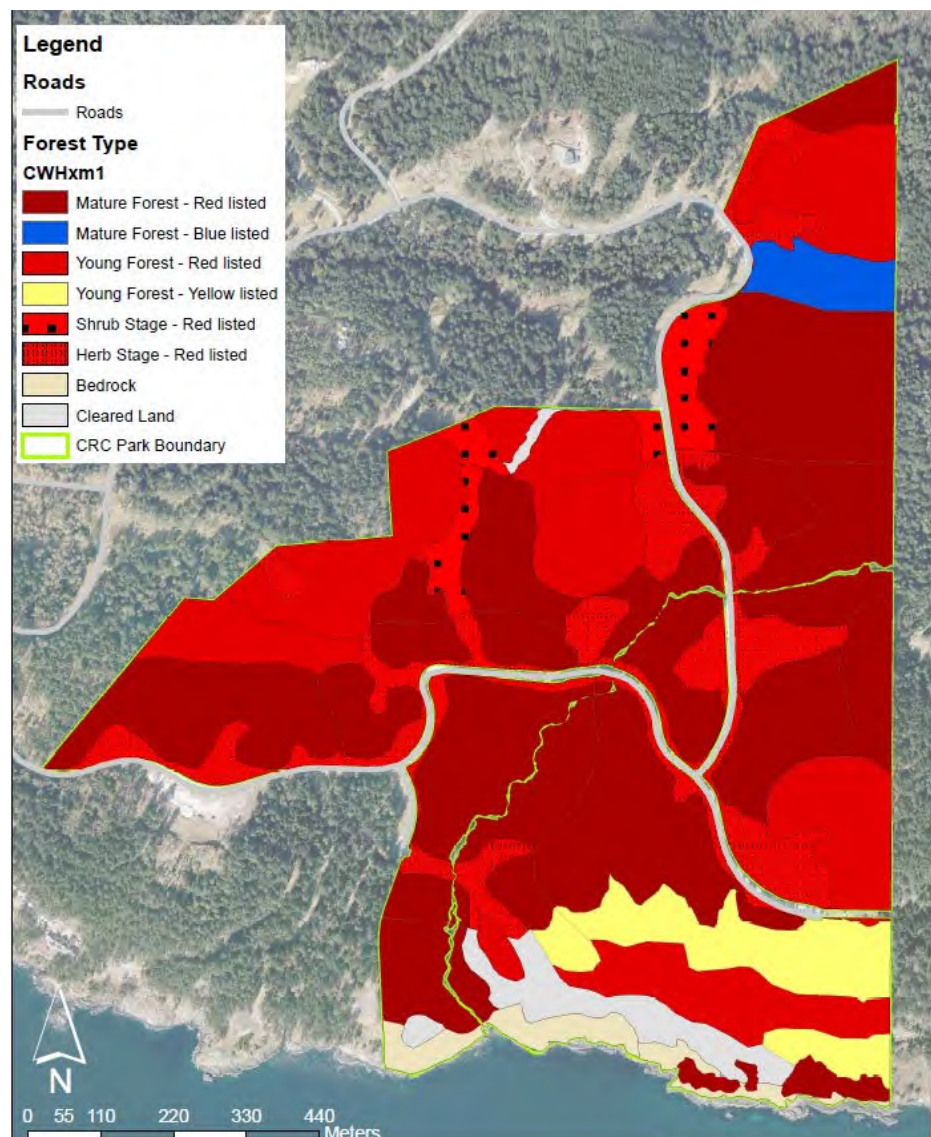 Legend
Roads
Roads
Forest Type
CWHxm1
Mature Forest - Red listed
Mature Forest - Blue listed
Young Forest - Red listed
Young Forest - Yellow listed
Shrub Stage - Red listed
Herb Stage - Red listed
Bedrock
Cleared Land
CRC Park Boundary
N
0 55 110 220 330 440
Meters